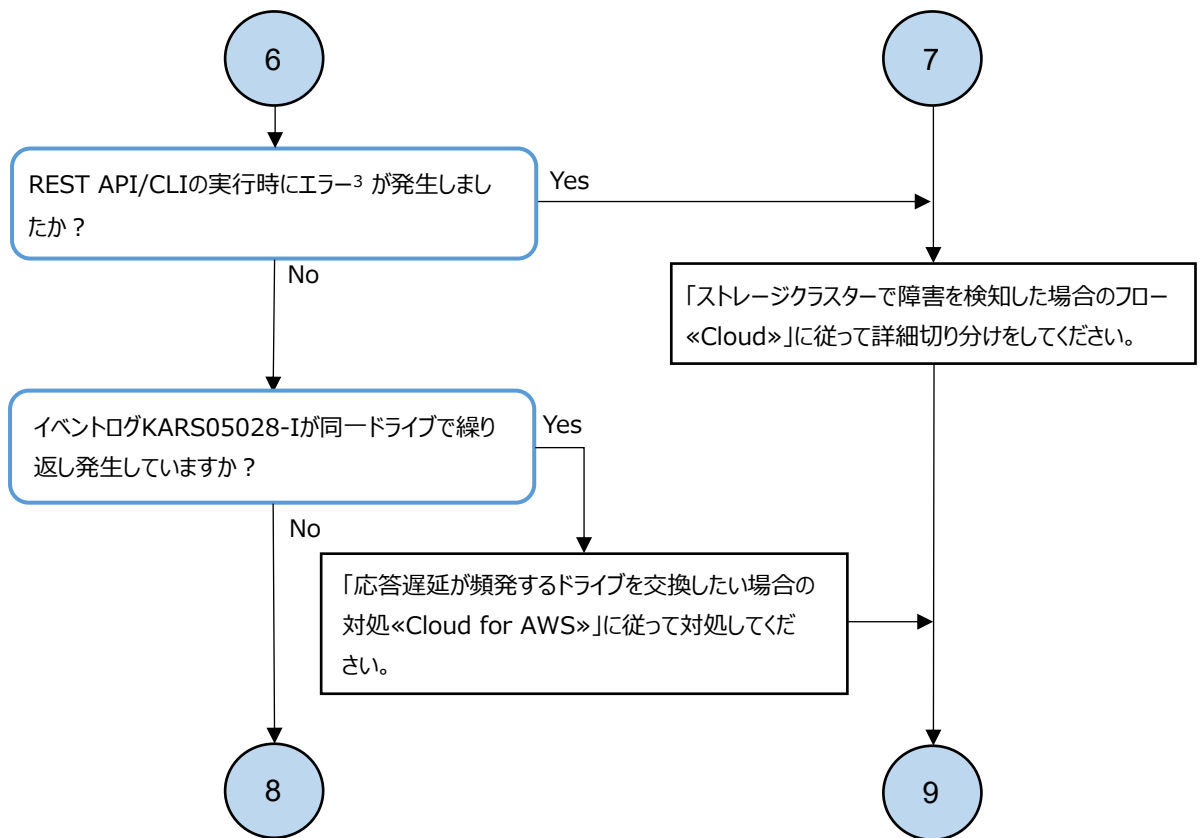 6
7
REST API/CLIの実行時にエラー3 が発生しまし
たか？
Yes
No
「ストレージクラスターで障害を検知した場合のフロー
«Cloud»」に従って詳細切り分けをしてください。
イベントログKARS05028-Iが同一ドライブで繰り
返し発生していますか？
Yes
No
「応答遅延が頻発するドライブを交換したい場合の
対処«Cloud for AWS»」に従って対処してくだ
さい。
8
9